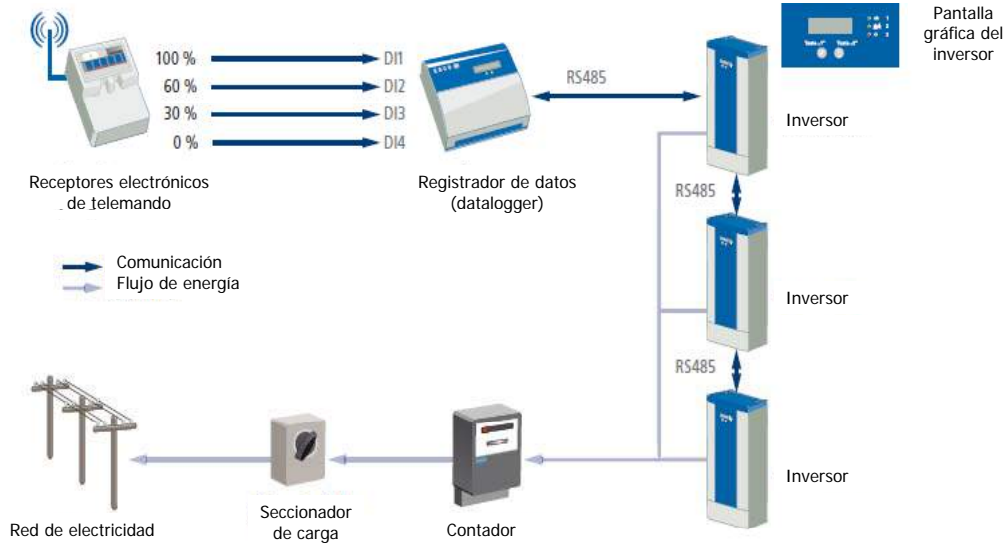 Pantalla
gráfica del
inversor
100 %
DI1
60 %
DI2
30 %
DI3
0 %
DI4
RS485
Inversor
Receptores electrónicos
de telemando
Registrador de datos
(datalogger)
RS485
Comunicación
Flujo de energía
Inversor
RS485
Inversor
Red de electricidad
Seccionador
de carga
Contador